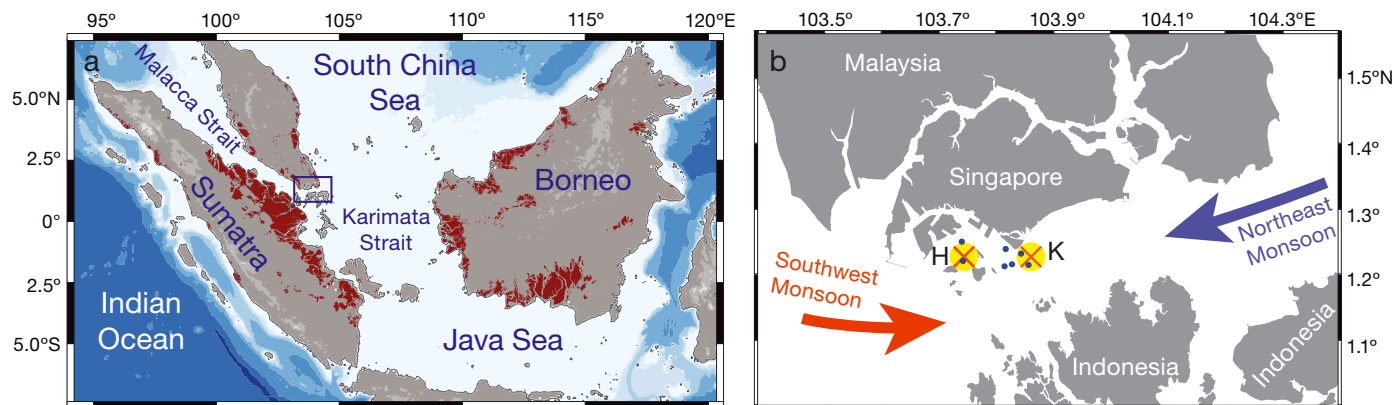 95° 100° 105° 110° 115° 120°E
a
Malacca Strait
South China
Sea
5.0°N
2.5°
0°
2.5°
5.0°S
Sumatra
Borneo
Karimata
Strait
Indian
Ocean
Java Sea
103.5° 103.7° 103.9° 104.1° 104.3°E
b
Malaysia
1.5°N
1.4°
1.3°
1.2°
1.1°
Singapore
Northeast
Monsoon
H
K
Southwest
Monsoon
Indonesia
Indonesia